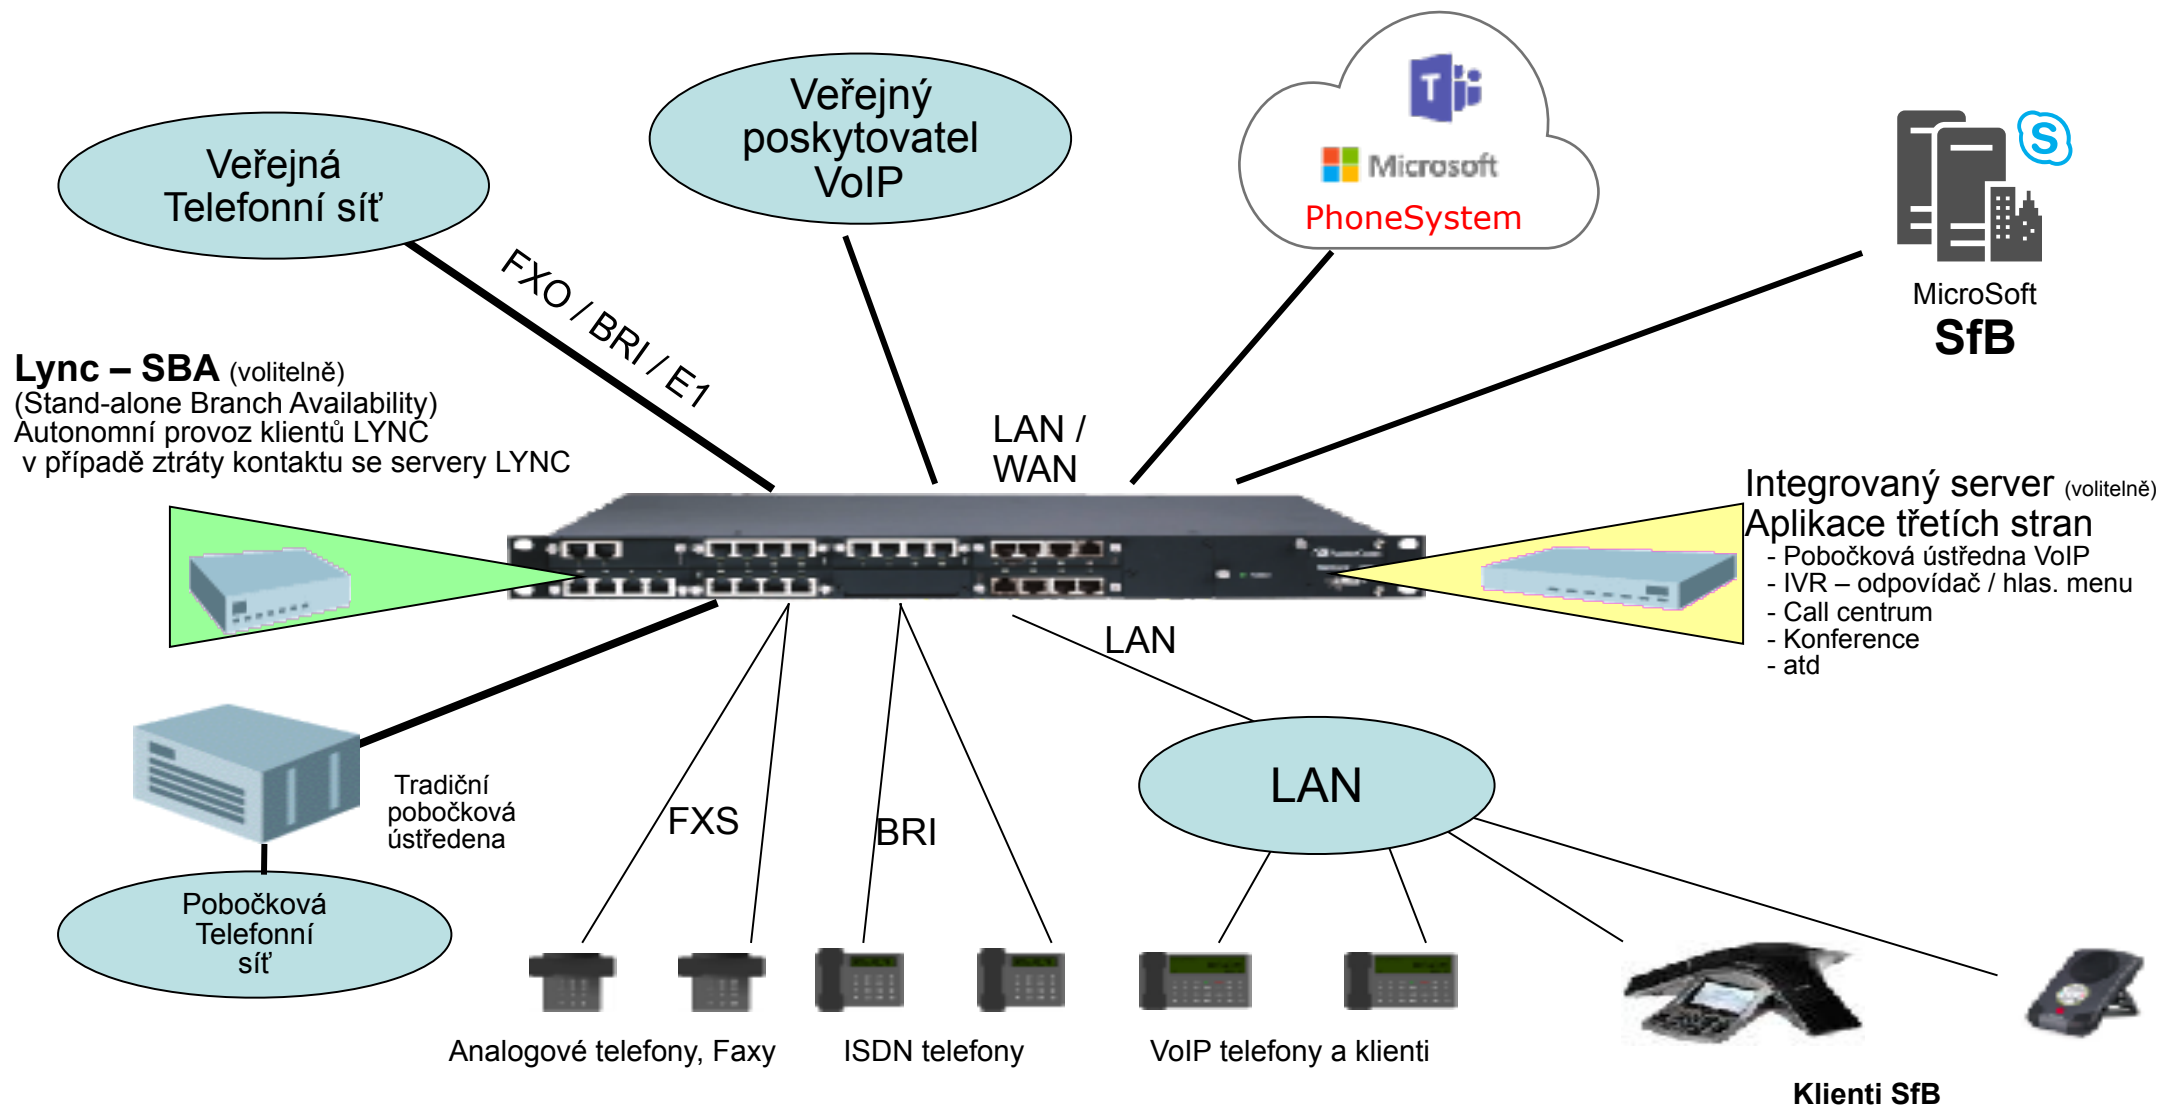 Veřejná
Telefonní síť
Veřejný
poskytovatel
VoIP
T
Microsoft
PhoneSystem
S
MicroSoft
SfB
FXO / BRI / E1
Lync – SBA (volitelně)
(Stand-alone Branch Availability)
Autonomní provoz klientů LYNC
v případě ztráty kontaktu se servery LYNC
LAN /
WAN
Integrovaný server (volitelně)
Aplikace třetích stran
- Pobočková ústředna VoIP
- IVR – odpovídač / hlas. menu
- Call centrum
- Konference
- atd
LAN
Tradiční
pobočková
ústředena
FXS
BRI
LAN
Pobočková
Telefonní
síť
Analogové telefony, Faxy
ISDN telefony
VoIP telefony a klienti
Klienti SfB